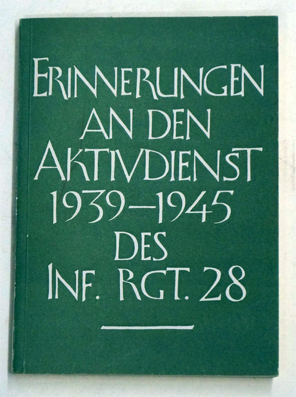 ERINNERUNGEN
AN DEN
AKTIVDIENST
1939–1945
DES
INF. RGT. 28